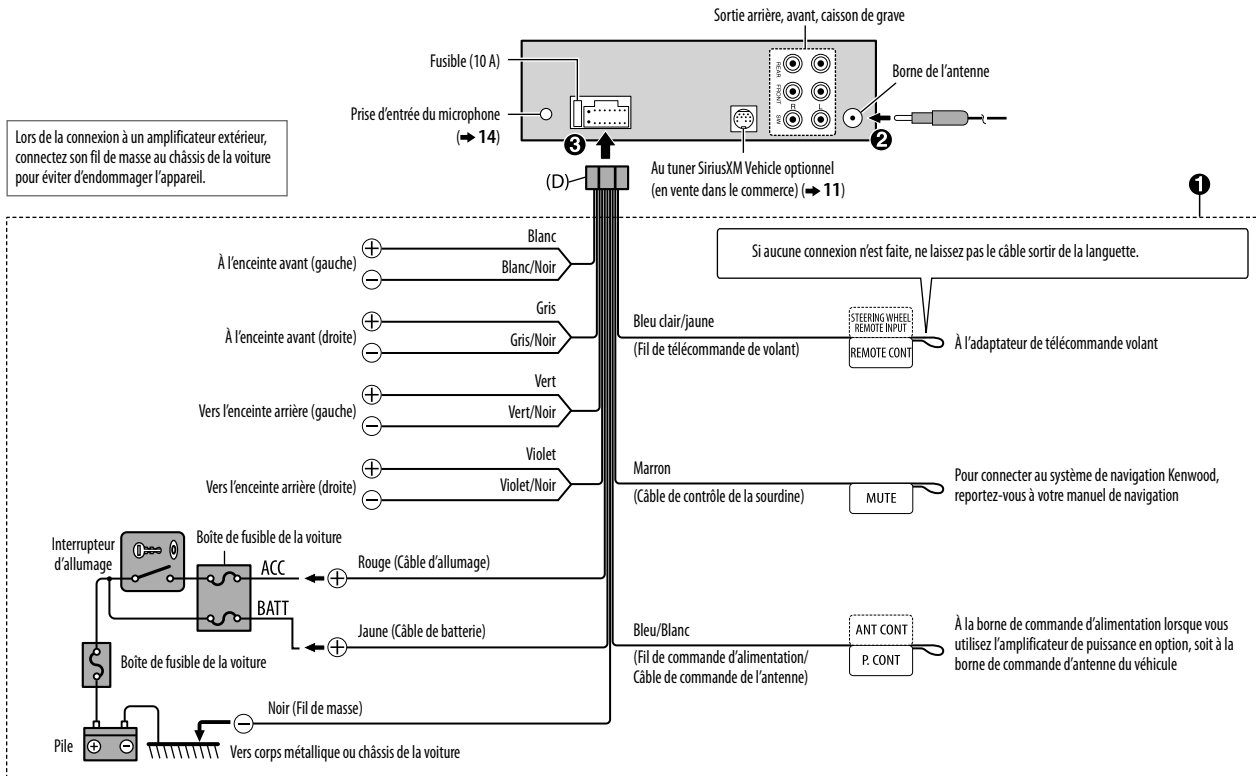 Sortie arrière, avant, caisson de grave
Fusible (10 A)
Borne de l'antenne
Prise d'entrée du microphone
(➜ 14)
REAR
FRONT
R
L
SW
❸
❷
Lors de la connexion à un amplificateur extérieur,
connectez son fil de masse au châssis de la voiture
pour éviter d'endommager l'appareil.
(D)
Au tuner SiriusXM Vehicle optionnel
(en vente dans le commerce) (➜ 11)
❶
Blanc
À l'enceinte avant (gauche)
Blanc/Noir
Si aucune connexion n'est faite, ne laissez pas le câble sortir de la languette.
Gris
À l'enceinte avant (droite)
Gris/Noir
Bleu clair/jaune
(Fil de télécommande de volant)
STEERING WHEEL
REMOTE INPUT
REMOTE CONT
À l'adaptateur de télécommande volant
Vert
Vers l'enceinte arrière (gauche)
Vert/Noir
Violet
Vers l'enceinte arrière (droite)
Violet/Noir
Marron
(Câble de contrôle de la sourdine)
MUTE
Pour connecter au système de navigation Kenwood,
reportez-vous à votre manuel de navigation
Interrupteur
d'allumage
Boîte de fusible de la voiture
ACC
Rouge (Câble d'allumage)
BATT
Jaune (Câble de batterie)
Boîte de fusible de la voiture
Bleu/Blanc
(Fil de commande d'alimentation/
Câble de commande de l'antenne)
ANT CONT
P. CONT
À la borne de commande d'alimentation lorsque vous
utilisez l'amplificateur de puissance en option, soit à la
borne de commande d'antenne du véhicule
Noir (Fil de masse)
Pile
Vers corps métallique ou châssis de la voiture